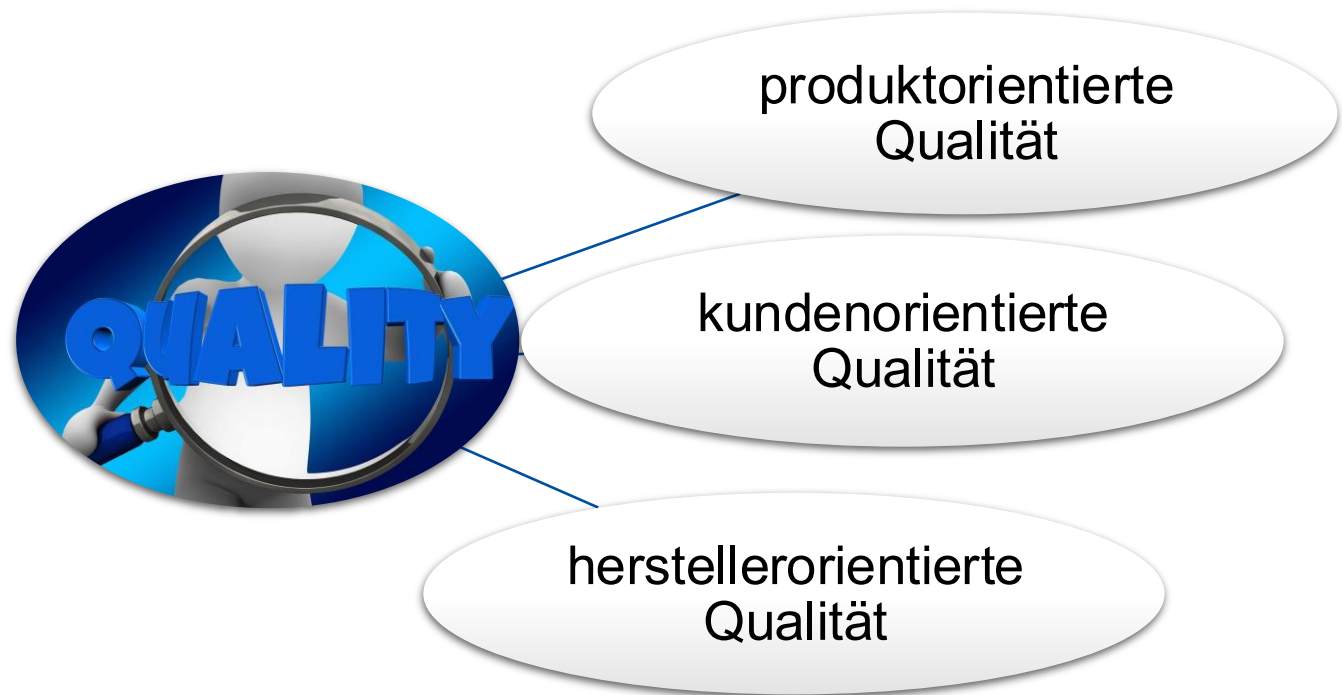 produktorientierte
Qualität
QUALITY
kundenorientierte
Qualität
herstellerorientierte
Qualität